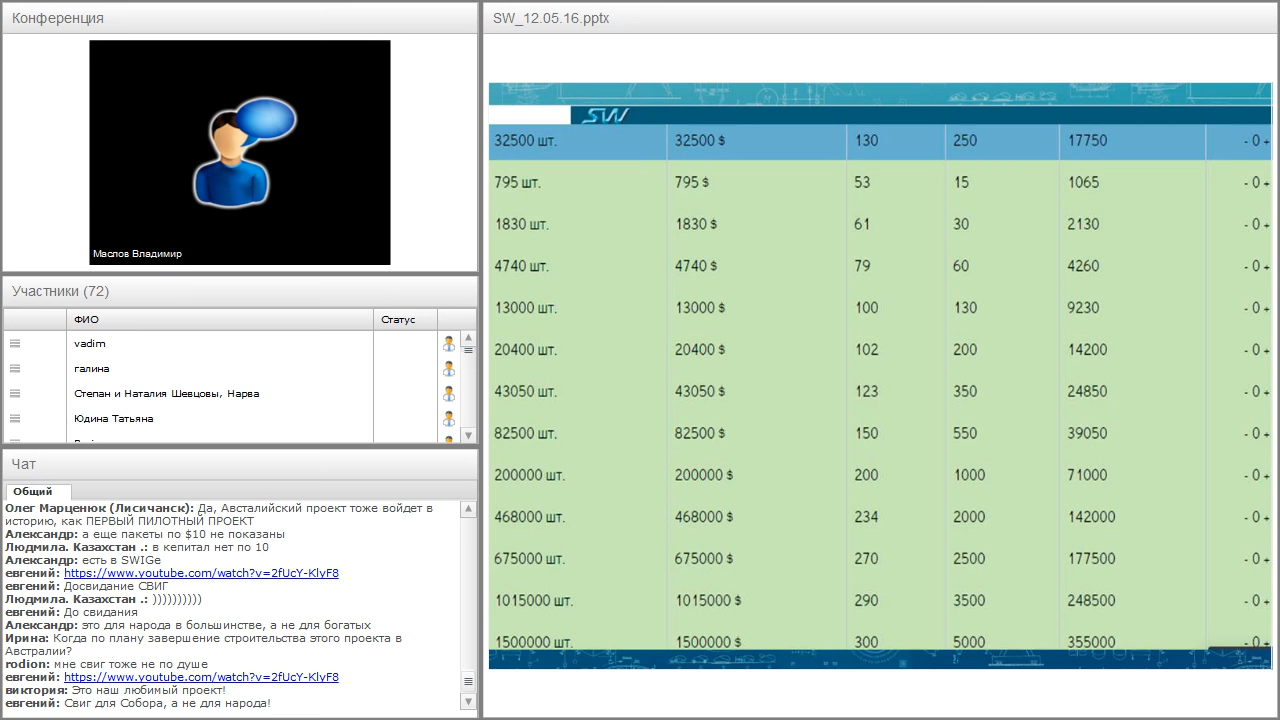 Конференция
Маслов Владимир
Участники (72)
ФИО Статус
vadim
галина
Степан и Наталия Шевцовы, Нарва
Юдина Татьяна
Чат
Общий
Олег Марценюк (Лисичанск): Да, Австалийский проект тоже войдет в
историю, как ПЕРВЫЙ ПИЛОТНЫЙ ПРОЕКТ
Александр: а еще пакеты по $10 не показаны
Людмила. Казахстан .: в кепитал нет по 10
Александр: есть в SWIGe
евгений: https://www.youtube.com/watch?v=2fUcY-KlyF8
евгений: Досвидание СВИГ
Людмила. Казахстан .: ))))))))))
евгений: До свидания
Александр: это для народа в большинстве, а не для богатых
Ирина: Когда по плану завершение строительства этого проекта в
Австралии?
rodion: мне свиг тоже не по душе
евгений: https://www.youtube.com/watch?v=2fUcY-KlyF8
виктория: Это наш любимый проект!
евгений: Свиг для Собора, а не для народа!
SW_12.05.16.pptx
SW
32500 шт. 32500 $ 130 250 17750 - 0 +
795 шт. 795 $ 53 15 1065 - 0 +
1830 шт. 1830 $ 61 30 2130 - 0 +
4740 шт. 4740 $ 79 60 4260 - 0 +
13000 шт. 13000 $ 100 130 9230 - 0 +
20400 шт. 20400 $ 102 200 14200 - 0 +
43050 шт. 43050 $ 123 350 24850 - 0 +
82500 шт. 82500 $ 150 550 39050 - 0 +
200000 шт. 200000 $ 200 1000 71000 - 0 +
468000 шт. 468000 $ 234 2000 142000 - 0 +
675000 шт. 675000 $ 270 2500 177500 - 0 +
1015000 шт. 1015000 $ 290 3500 248500 - 0 +
1500000 шт. 1500000 $ 300 5000 355000 - 0 +